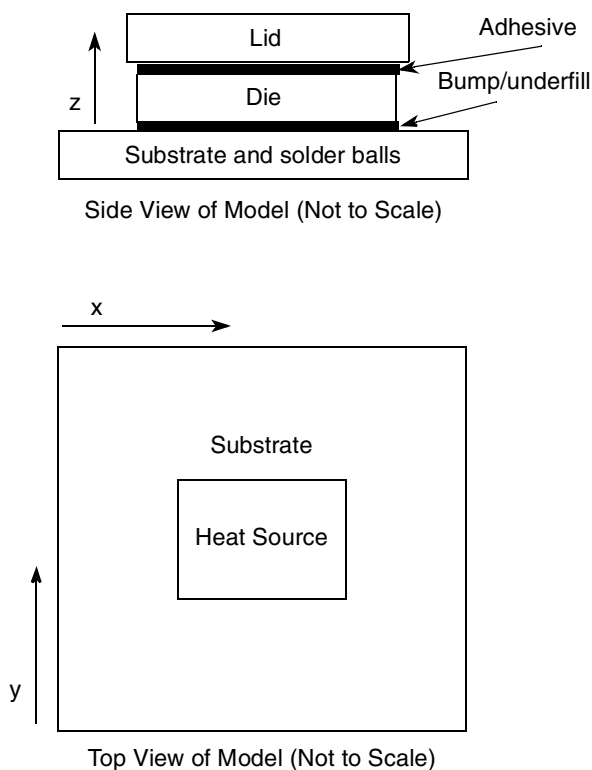 Lid
Adhesive
z
Die
Bump/underfill
Substrate and solder balls
Side View of Model (Not to Scale)
x
Substrate
Heat Source
y
Top View of Model (Not to Scale)